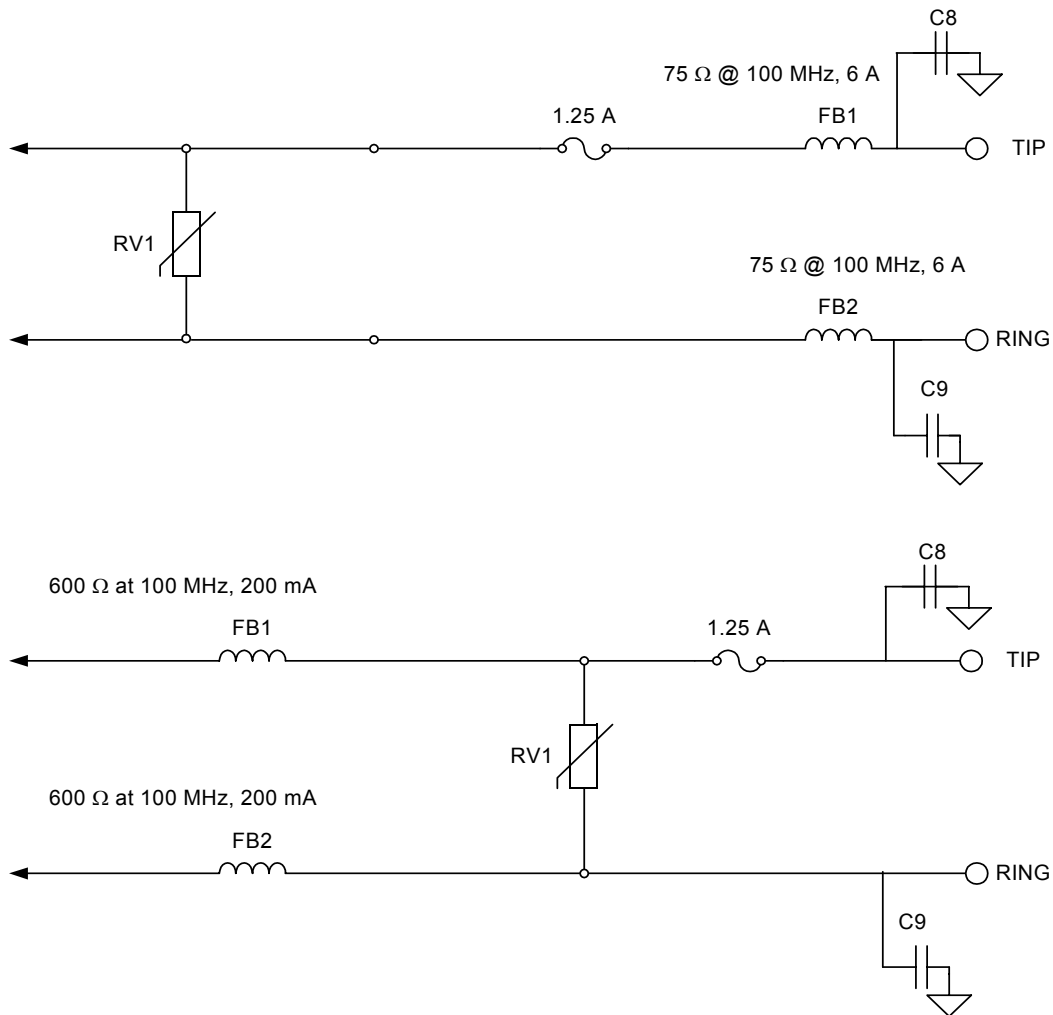 C8
75 Ω @ 100 MHz, 6 A
1.25 A
FB1
TIP
RV1
75 Ω @ 100 MHz, 6 A
FB2
RING
C9
C8
600 Ω at 100 MHz, 200 mA
FB1
1.25 A
TIP
RV1
600 Ω at 100 MHz, 200 mA
FB2
RING
C9